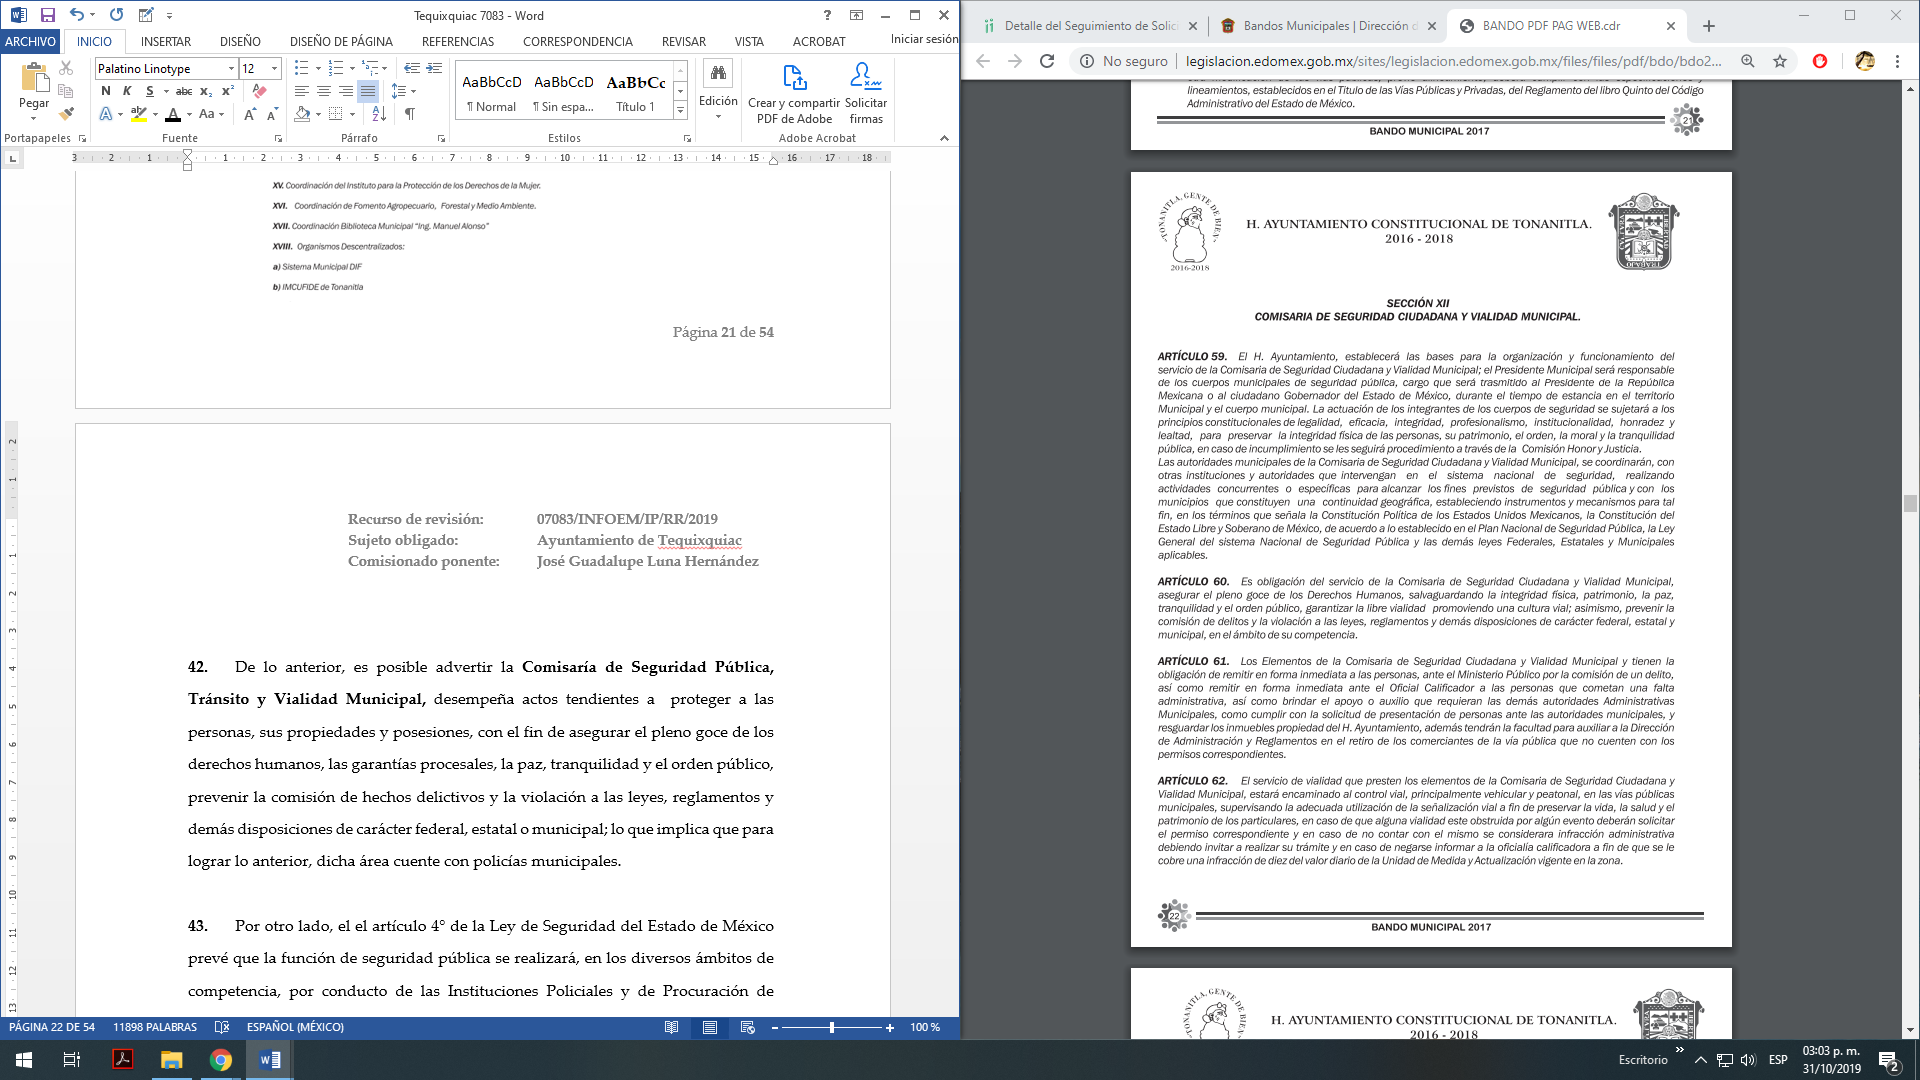 Tequixquiac 7083 - Word
ARCHIVO INICIO INSERTAR DISEÑO DISEÑO DE PÁGINA REFERENCIAS CORRESPONDENCIA REVISAR VISTA ACROBAT Iniciar sesión
Pegar
Palatino Linotype 12
AaBbCcD AaBbCcD AaBbCc
¶ Normal ¶ Sin espa... Título 1
Edición
Crear y compartir PDF de Adobe
Solicitar firmas
Portapapeles Fuente Párrafo Estilos Adobe Acrobat
XV. Coordinación del Instituto para la Protección de los Derechos de la Mujer.
XVI. Coordinación de Fomento Agropecuario, Forestal y Medio Ambiente.
XVII. Coordinación Biblioteca Municipal “Ing. Manuel Alonso”
XVIII. Organismos Descentralizados:
a) Sistema Municipal DIF
b) IMCUFIDE de Tonanitla
Página 21 de 54
Recurso de revisión: 07083/INFOEM/IP/RR/2019
Sujeto obligado: Ayuntamiento de Tequixquiac
Comisionado ponente: José Guadalupe Luna Hernández
42. De lo anterior, es posible advertir la Comisaría de Seguridad Pública,
Tránsito y Vialidad Municipal, desempeña actos tendientes a proteger a las
personas, sus propiedades y posesiones, con el fin de asegurar el pleno goce de los
derechos humanos, las garantías procesales, la paz, tranquilidad y el orden público,
prevenir la comisión de hechos delictivos y la violación a las leyes, reglamentos y
demás disposiciones de carácter federal, estatal o municipal; lo que implica que para
lograr lo anterior, dicha área cuente con policías municipales.
43. Por otro lado, el el artículo 4° de la Ley de Seguridad del Estado de México
prevé que la función de seguridad pública se realizará, en los diversos ámbitos de
competencia, por conducto de las Instituciones Policiales y de Procuración de
PÁGINA 22 DE 54 11898 PALABRAS ESPAÑOL (MÉXICO) 100 %
Detalle del Seguimiento de Solic
Bandos Municipales | Dirección d
BANDO PDF PAG WEB.cdr
No seguro | legislacion.edomex.gob.mx/sites/legislacion.edomex.gob.mx/files/files/pdf/bdo/bdo2...
lineamientos, establecidos en el Título de las Vías Públicas y Privadas, del Reglamento del libro Quinto del Código
Administrativo del Estado de México.
21
BANDO MUNICIPAL 2017
TONANITLA, GENTE DE BIEN
2016-2018
H. AYUNTAMIENTO CONSTITUCIONAL DE TONANITLA.
2016 - 2018
LIBERTAD
TRABAJO
SECCIÓN XII
COMISARIA DE SEGURIDAD CIUDADANA Y VIALIDAD MUNICIPAL.
ARTÍCULO 59. El H. Ayuntamiento, establecerá las bases para la organización y funcionamiento del
servicio de la Comisaria de Seguridad Ciudadana y Vialidad Municipal; el Presidente Municipal será responsable
de los cuerpos municipales de seguridad pública, cargo que será trasmitido al Presidente de la República
Mexicana o al ciudadano Gobernador del Estado de México, durante el tiempo de estancia en el territorio
Municipal y el cuerpo municipal. La actuación de los integrantes de los cuerpos de seguridad se sujetará a los
principios constitucionales de legalidad, eficacia, integridad, profesionalismo, institucionalidad, honradez y
lealtad, para preservar la integridad física de las personas, su patrimonio, el orden, la moral y la tranquilidad
pública, en caso de incumplimiento se les seguirá procedimiento a través de la Comisión Honor y Justicia.
Las autoridades municipales de la Comisaria de Seguridad Ciudadana y Vialidad Municipal, se coordinarán, con
otras instituciones y autoridades que intervengan en el sistema nacional de seguridad, realizando
actividades concurrentes o específicas para alcanzar los fines previstos de seguridad pública y con los
municipios que constituyen una continuidad geográfica, estableciendo instrumentos y mecanismos para tal
fin, en los términos que señala la Constitución Política de los Estados Unidos Mexicanos, la Constitución del
Estado Libre y Soberano de México, de acuerdo a lo establecido en el Plan Nacional de Seguridad Pública, la Ley
General del sistema Nacional de Seguridad Pública y las demás leyes Federales, Estatales y Municipales
aplicables.
ARTÍCULO 60. Es obligación del servicio de la Comisaria de Seguridad Ciudadana y Vialidad Municipal,
asegurar el pleno goce de los Derechos Humanos, salvaguardando la integridad física, patrimonio, la paz,
tranquilidad y el orden público, garantizar la libre vialidad promoviendo una cultura vial; asimismo, prevenir la
comisión de delitos y la violación a las leyes, reglamentos y demás disposiciones de carácter federal, estatal y
municipal, en el ámbito de su competencia.
ARTÍCULO 61. Los Elementos de la Comisaria de Seguridad Ciudadana y Vialidad Municipal y tienen la
obligación de remitir en forma inmediata a las personas, ante el Ministerio Público por la comisión de un delito,
así como remitir en forma inmediata ante el Oficial Calificador a las personas que cometan una falta
administrativa, así como brindar el apoyo o auxilio que requieran las demás autoridades Administrativas
Municipales, como cumplir con la solicitud de presentación de personas ante las autoridades municipales, y
resguardar los inmuebles propiedad del H. Ayuntamiento, además tendrán la facultad para auxiliar a la Dirección
de Administración y Reglamentos en el retiro de los comerciantes de la vía pública que no cuenten con los
permisos correspondientes.
ARTÍCULO 62. El servicio de vialidad que presten los elementos de la Comisaria de Seguridad Ciudadana y
Vialidad Municipal, estará encaminado al control vial, principalmente vehicular y peatonal, en las vías públicas
municipales, supervisando la adecuada utilización de la señalización vial a fin de preservar la vida, la salud y el
patrimonio de los particulares, en caso de que alguna vialidad este obstruida por algún evento deberán solicitar
el permiso correspondiente y en caso de no contar con el mismo se considerara infracción administrativa
debiendo invitar a realizar su trámite y en caso de negarse informar a la oficialía calificadora a fin de que se le
cobre una infracción de diez del valor diario de la Unidad de Medida y Actualización vigente en la zona.
22
BANDO MUNICIPAL 2017
TONANITLA, GENTE DE BIEN
H. AYUNTAMIENTO CONSTITUCIONAL DE TONANITLA.
2016 - 2018
Escritorio ESP 03:03 p. m.
31/10/2019
2